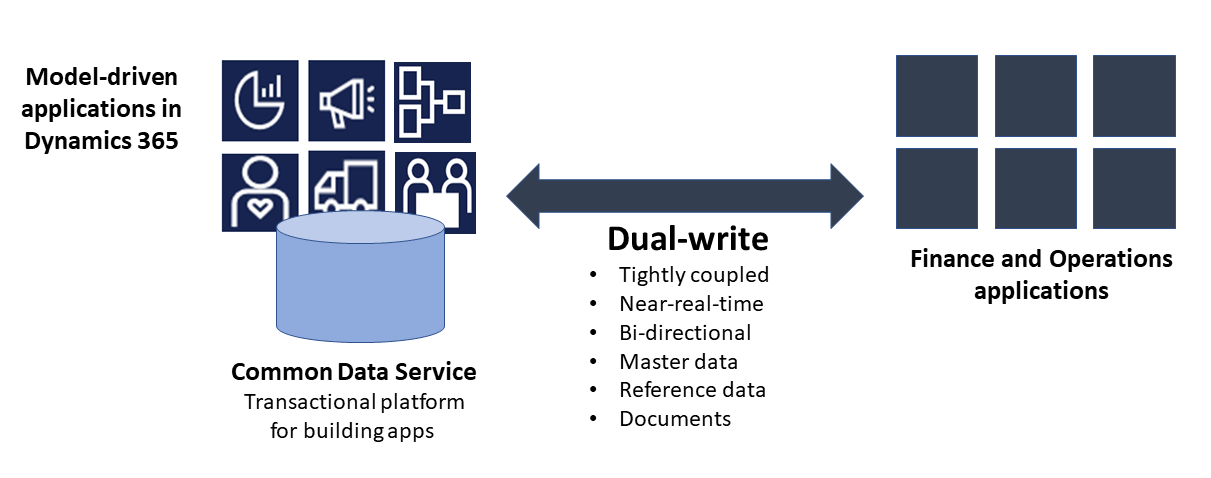 Model-driven
applications in
Dynamics 365
Common Data Service
Transactional platform
for building apps
Dual-write
• Tightly coupled
• Near-real-time
• Bi-directional
• Master data
• Reference data
• Documents
Finance and Operations
applications